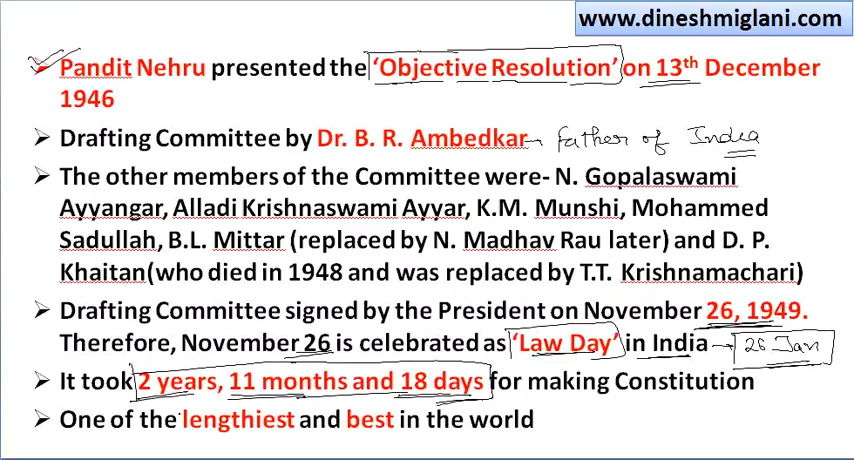 www.dineshmiglani.com
➢ Pandit Nehru presented the ‘Objective Resolution’ on 13th December
1946
➢ Drafting Committee by Dr. B. R. Ambedkar father of India
➢ The other members of the Committee were- N. Gopalaswami
Ayyangar, Alladi Krishnaswami Ayyar, K.M. Munshi, Mohammed
Sadullah, B.L. Mittar (replaced by N. Madhav Rau later) and D. P.
Khaitan(who died in 1948 and was replaced by T.T. Krishnamachari)
➢ Drafting Committee signed by the President on November 26, 1949.
Therefore, November 26 is celebrated as ‘Law Day’ in India 26 Jan
➢ It took 2 years, 11 months and 18 days for making Constitution
➢ One of the lengthiest and best in the world